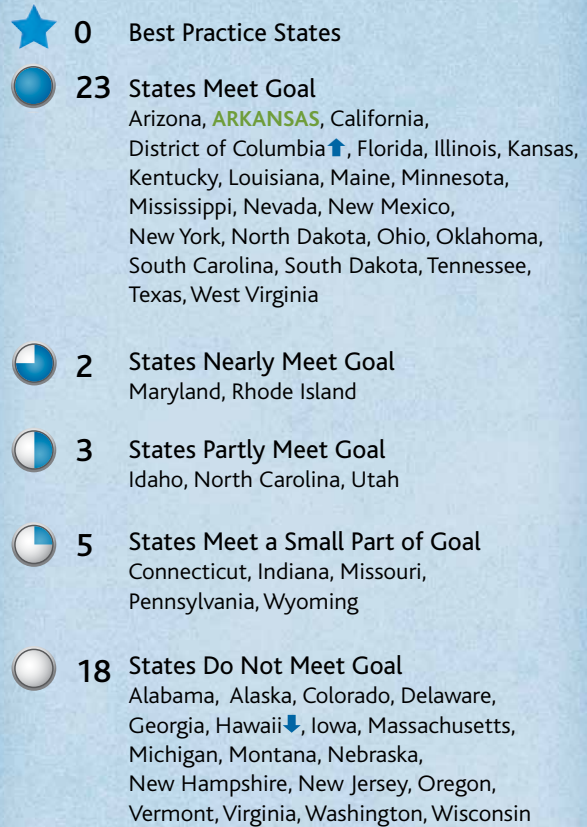 0 Best Practice States
23 States Meet Goal
Arizona, ARKANSAS, California,
District of Columbia⬆, Florida, Illinois, Kansas,
Kentucky, Louisiana, Maine, Minnesota,
Mississippi, Nevada, New Mexico,
New York, North Dakota, Ohio, Oklahoma,
South Carolina, South Dakota, Tennessee,
Texas, West Virginia
2 States Nearly Meet Goal
Maryland, Rhode Island
3 States Partly Meet Goal
Idaho, North Carolina, Utah
5 States Meet a Small Part of Goal
Connecticut, Indiana, Missouri,
Pennsylvania, Wyoming
18 States Do Not Meet Goal
Alabama, Alaska, Colorado, Delaware,
Georgia, Hawaii⬇, Iowa, Massachusetts,
Michigan, Montana, Nebraska,
New Hampshire, New Jersey, Oregon,
Vermont, Virginia, Washington, Wisconsin